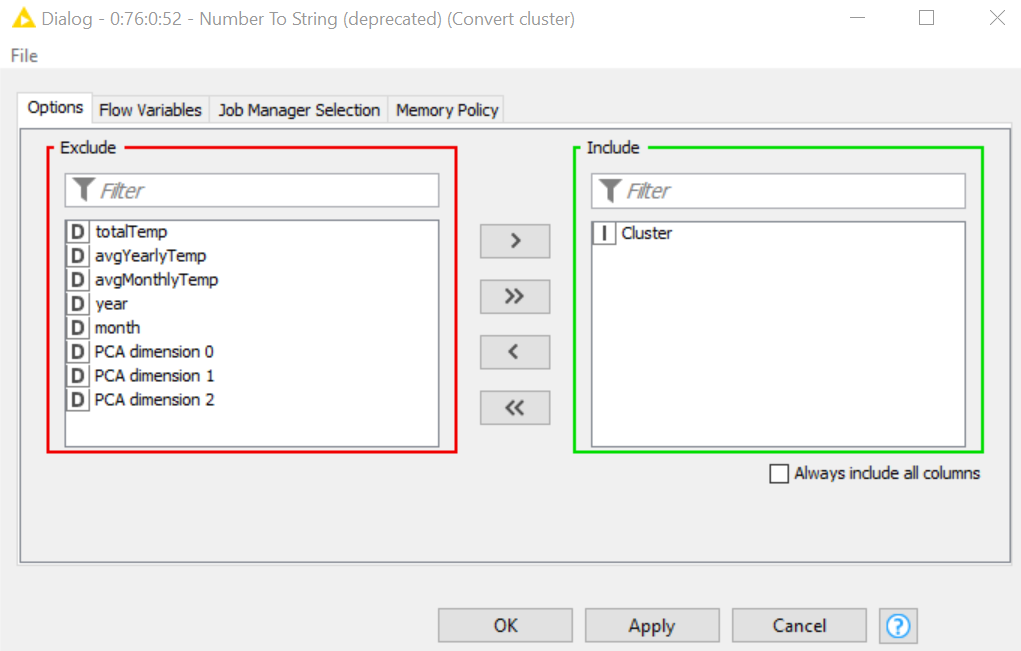 Dialog - 0:76:0:52 - Number To String (deprecated) (Convert cluster)
File
Options Flow Variables Job Manager Selection Memory Policy
Exclude
Filter
D totalTemp
D avgYearlyTemp
D avgMonthlyTemp
D year
D month
D PCA dimension 0
D PCA dimension 1
D PCA dimension 2
>
>>
<
<<
Include
Filter
I Cluster
Always include all columns
OK Apply Cancel ?